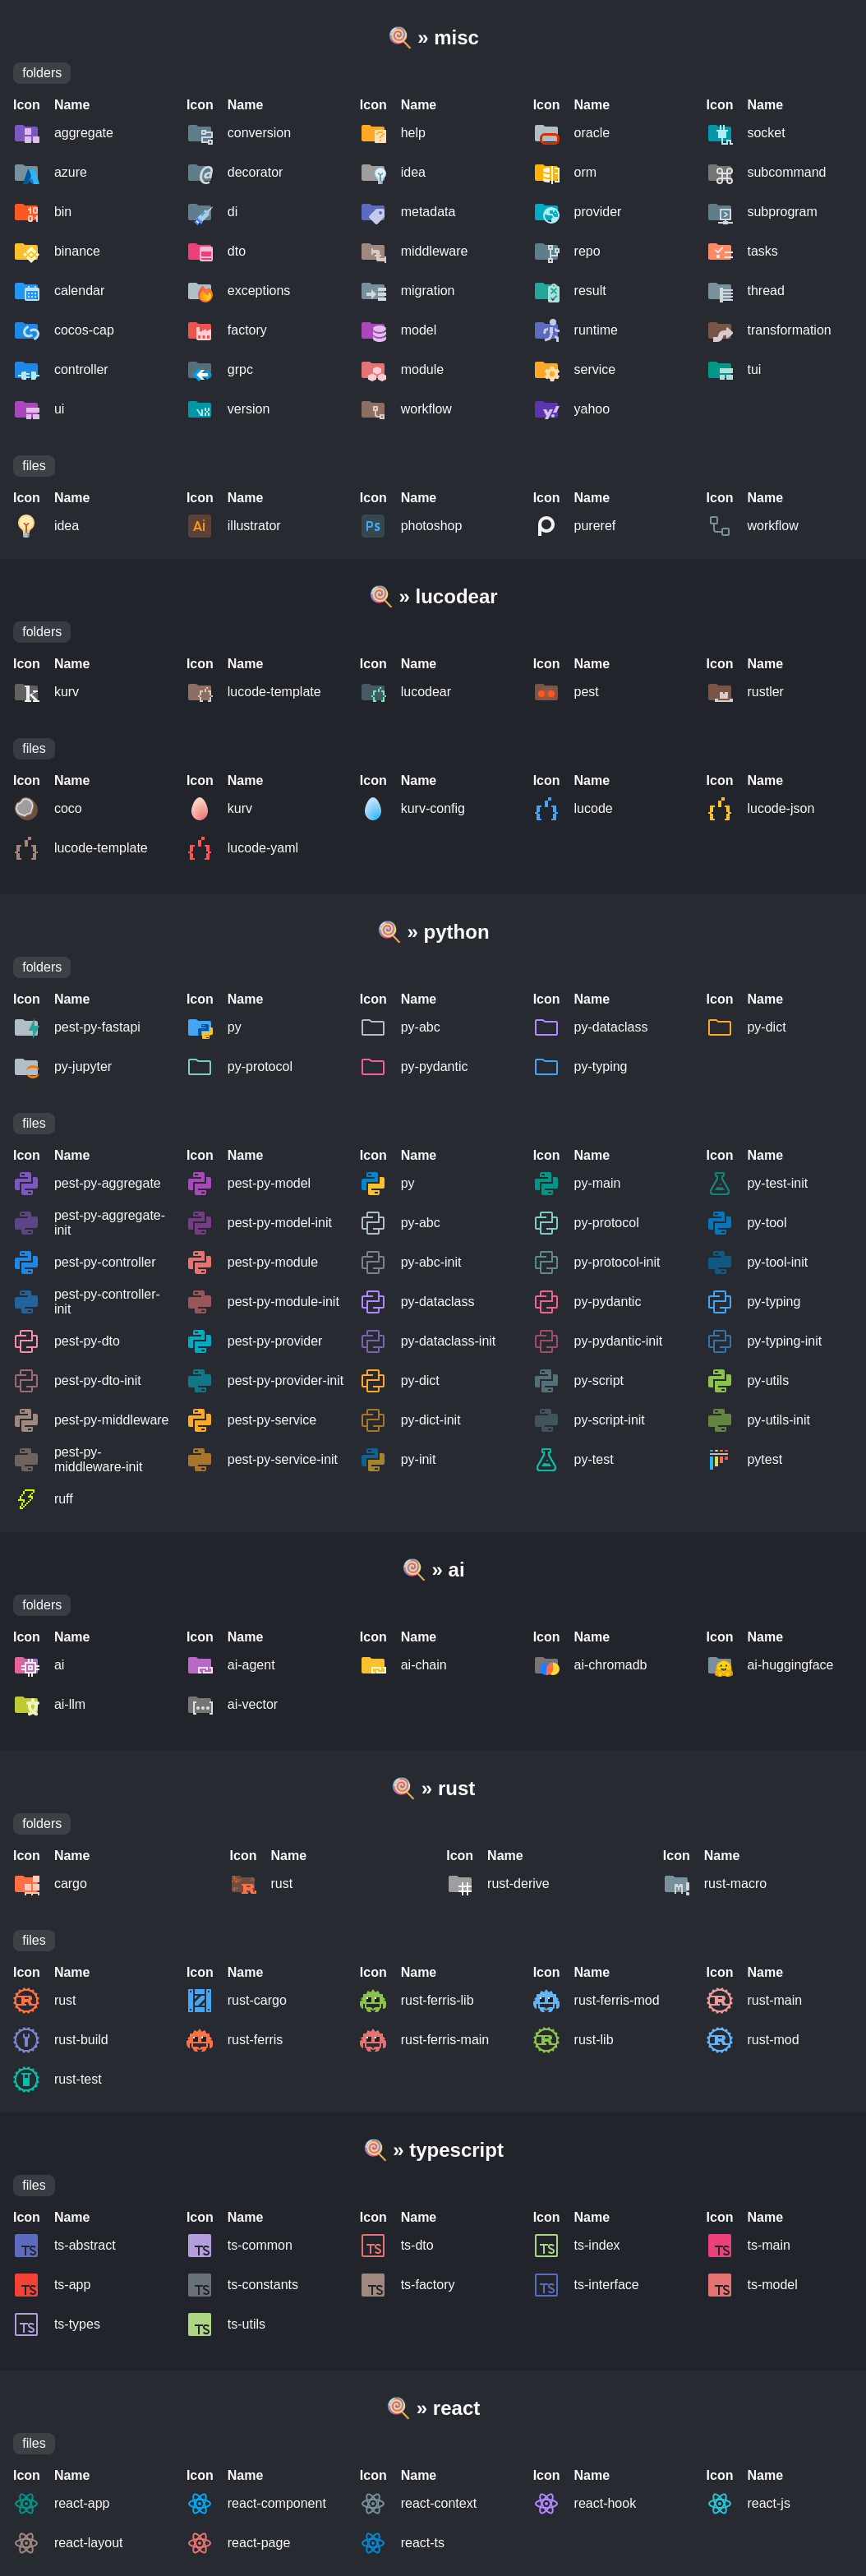 » misc
folders
Icon Name Icon Name Icon Name Icon Name Icon Name
aggregate conversion help oracle socket
azure decorator idea orm subcommand
bin di metadata provider subprogram
binance dto middleware repo tasks
calendar exceptions migration result thread
cocos-cap factory model runtime transformation
controller grpc module service tui
ui version workflow yahoo
files
Icon Name Icon Name Icon Name Icon Name Icon Name
idea illustrator photoshop pureref workflow
» lucodear
folders
Icon Name Icon Name Icon Name Icon Name Icon Name
kurv lucode-template lucodear pest rustler
files
Icon Name Icon Name Icon Name Icon Name Icon Name
coco kurv kurv-config lucode lucode-json
lucode-template lucode-yaml
» python
folders
Icon Name Icon Name Icon Name Icon Name Icon Name
pest-py-fastapi py py-abc py-dataclass py-dict
py-jupyter py-protocol py-pydantic py-typing
files
Icon Name Icon Name Icon Name Icon Name Icon Name
pest-py-aggregate pest-py-model py py-main py-test-init
pest-py-aggregate-
init pest-py-model-init py-abc py-protocol py-tool
pest-py-controller pest-py-module py-abc-init py-protocol-init py-tool-init
pest-py-controller-
init pest-py-module-init py-dataclass py-pydantic py-typing
pest-py-dto pest-py-provider py-dataclass-init py-pydantic-init py-typing-init
pest-py-dto-init pest-py-provider-init py-dict py-script py-utils
pest-py-middleware pest-py-service py-dict-init py-script-init py-utils-init
pest-py-
middleware-init pest-py-service-init py-init py-test pytest
ruff
» ai
folders
Icon Name Icon Name Icon Name Icon Name Icon Name
ai ai-agent ai-chain ai-chromadb ai-huggingface
ai-llm ai-vector
» rust
folders
Icon Name Icon Name Icon Name Icon Name
cargo rust rust-derive rust-macro
files
Icon Name Icon Name Icon Name Icon Name Icon Name
rust rust-cargo rust-ferris-lib rust-ferris-mod rust-main
rust-build rust-ferris rust-ferris-main rust-lib rust-mod
rust-test
» typescript
files
Icon Name Icon Name Icon Name Icon Name Icon Name
TS ts-abstract TS ts-common TS ts-dto TS ts-index TS ts-main
TS ts-app TS ts-constants TS ts-factory TS ts-interface TS ts-model
TS ts-types TS ts-utils
» react
files
Icon Name Icon Name Icon Name Icon Name Icon Name
react-app react-component react-context react-hook react-js
react-layout react-page react-ts